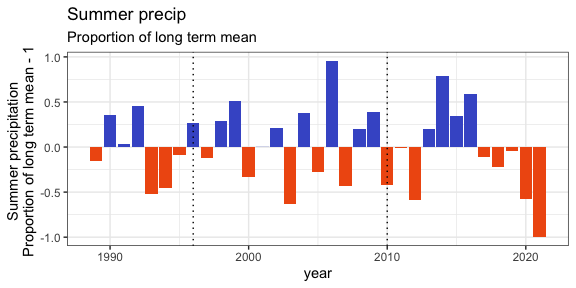 Summer precip
Proportion of long term mean
Summer precipitation
Proportion of long term mean - 1
1.0
0.5
0.0
-0.5
-1.0
1990
2000
2010
2020
year